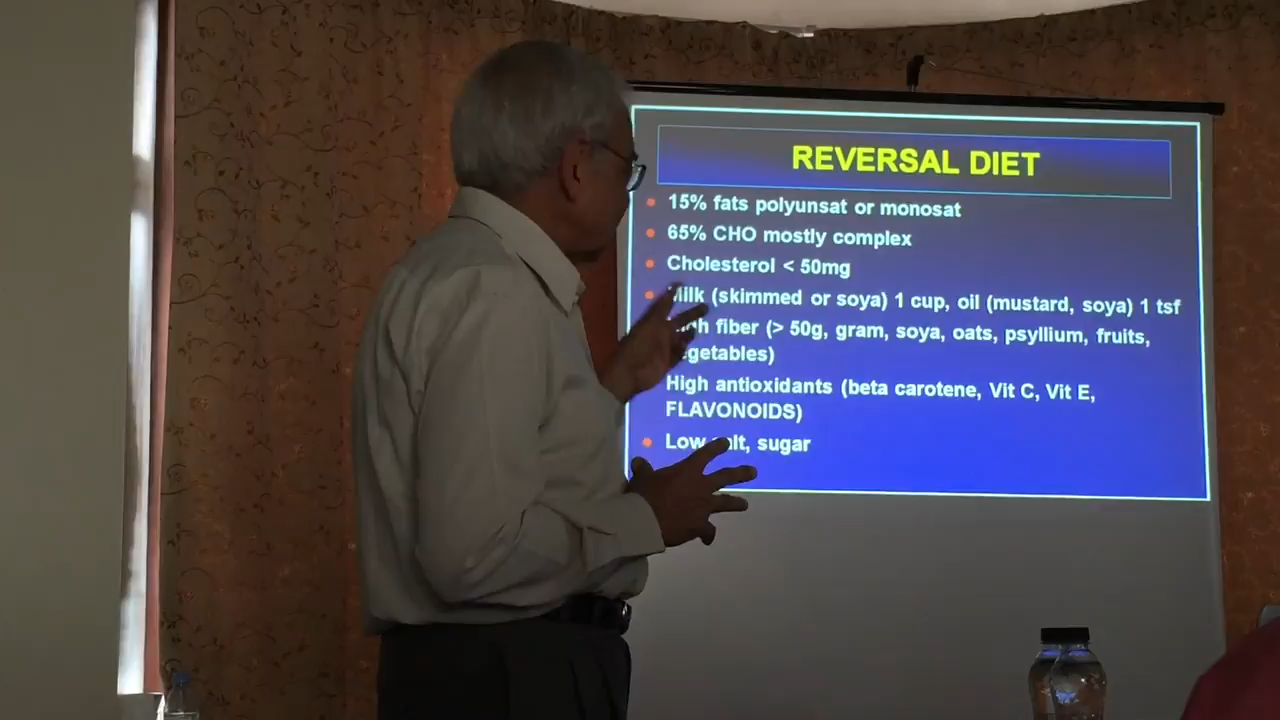 REVERSAL DIET
15% fats polyunsat or monosat
65% CHO mostly complex
Cholesterol < 50mg
(skimmed or soya) 1 cup, oil (mustard, soya) 1 tsf
fiber (> 50g, gram, soya, oats, psyllium, fruits,
High antioxidants (beta carotene, Vit C, Vit E,
FLAVONOIDS)
Low sugar